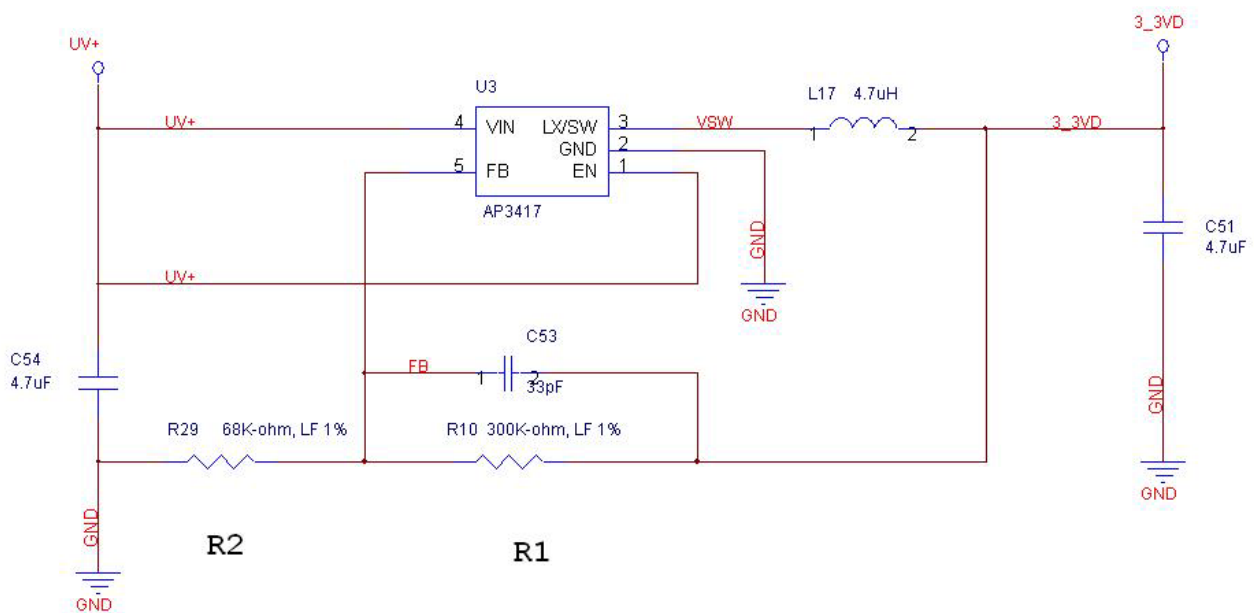 UV+
3_3VD
U3
L17 4.7uH
UV+
4
VIN
LX/SW
3
VSW
1
2
3_3VD
GND
2
5
FB
EN
1
AP3417
C51
4.7uF
GND
UV+
GND
C53
C54
4.7uF
FB
1
2
33pF
GND
R29 68K-ohm, LF 1%
R10 300K-ohm, LF 1%
GND
GND
R2
R1
GND